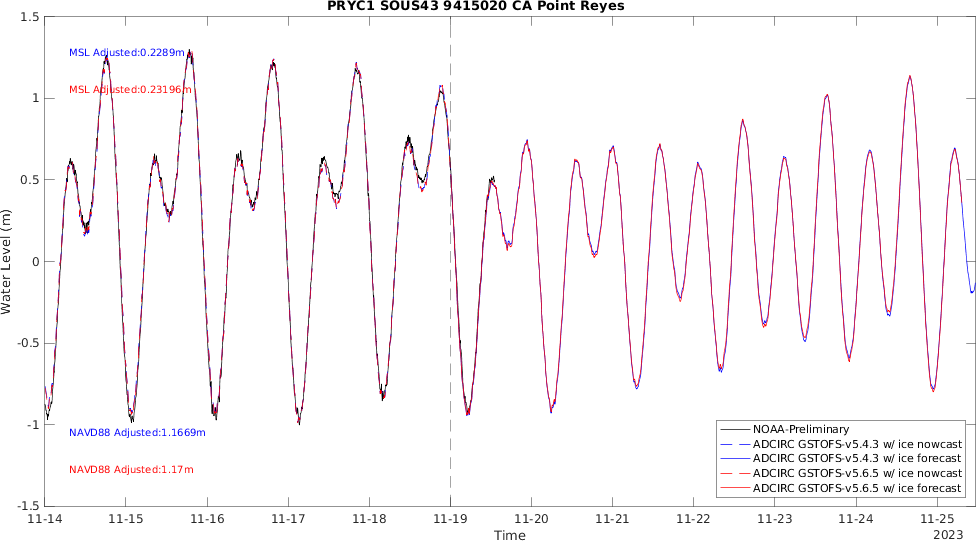 PRYC1 SOUS43 9415020 CA Point Reyes
1.5
1
0.5
0
-0.5
-1
-1.5
Water Level (m)
MSL Adjusted:0.2289m
MSL Adjusted:0.23196m
NAVD88 Adjusted:1.1669m
NAVD88 Adjusted:1.17m
NOAA-Preliminary
ADCIRC GSTOFS-v5.4.3 w/ ice nowcast
ADCIRC GSTOFS-v5.4.3 w/ ice forecast
ADCIRC GSTOFS-v5.6.5 w/ ice nowcast
ADCIRC GSTOFS-v5.6.5 w/ ice forecast
11-14 11-15 11-16 11-17 11-18 11-19 11-20 11-21 11-22 11-23 11-24 11-25
Time
2023